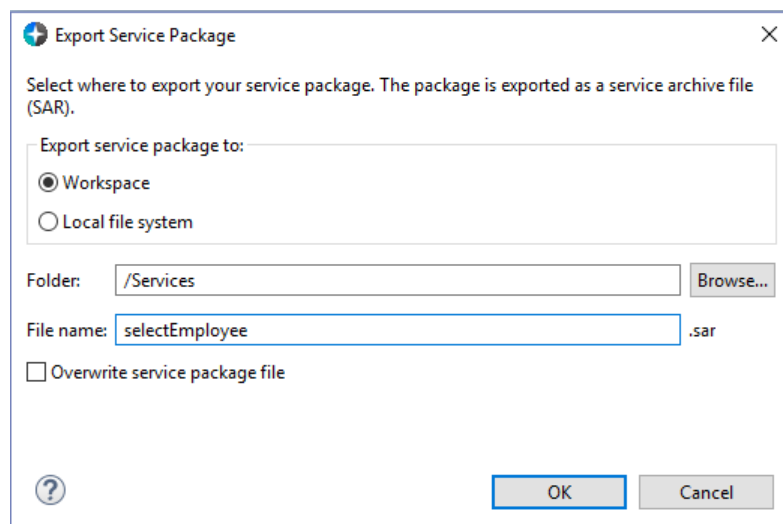 Export Service Package
Select where to export your service package. The package is exported as a service archive file
(SAR).
Export service package to:
Workspace
Local file system
Folder: /Services Browse...
File name: selectEmployee .sar
Overwrite service package file
? OK Cancel